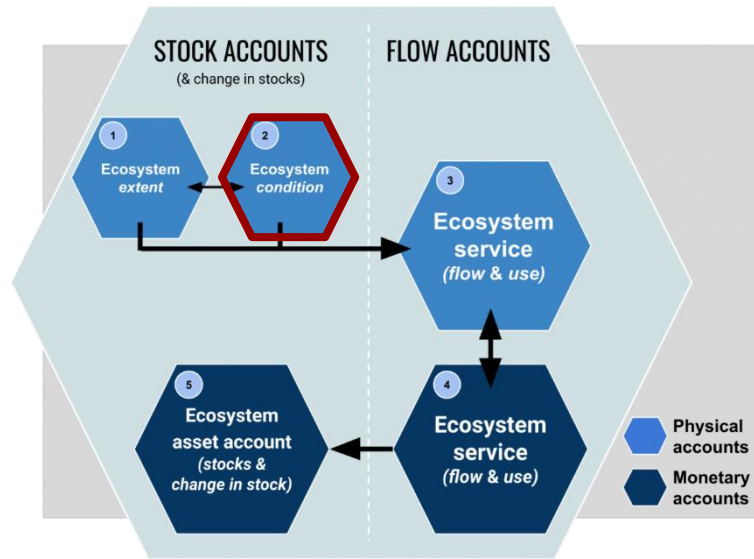 STOCK ACCOUNTS
(& change in stocks)
FLOW ACCOUNTS
1
Ecosystem
extent
2
Ecosystem
condition
3
Ecosystem
service
(flow & use)
5
Ecosystem
asset account
(stocks &
change in stock)
4
Ecosystem
service
(flow & use)
Physical
accounts
Monetary
accounts